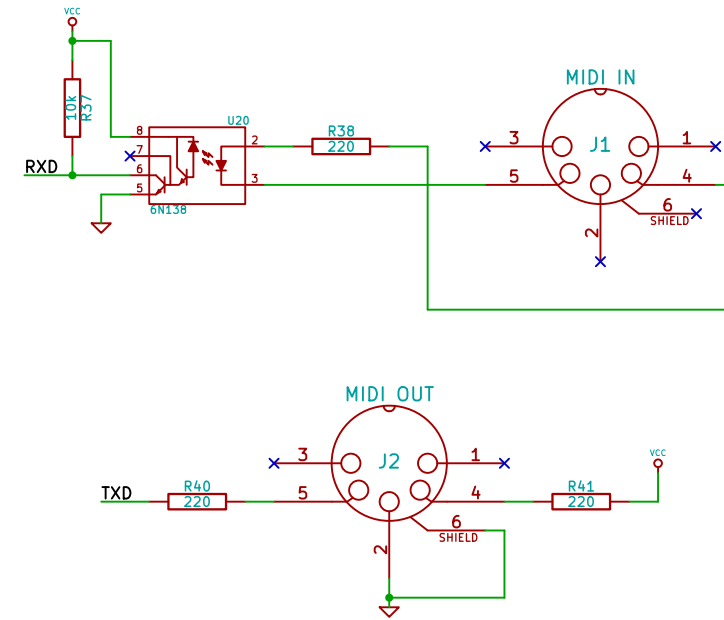 VCC
10k
R37
RXD
8
7
6
5
U20
2
3
6N138
R38
220
MIDI IN
J1
3
1
5
4
6
SHIELD
2
MIDI OUT
J2
3
1
VCC
TXD
R40
220
5
4
R41
220
6
SHIELD
2